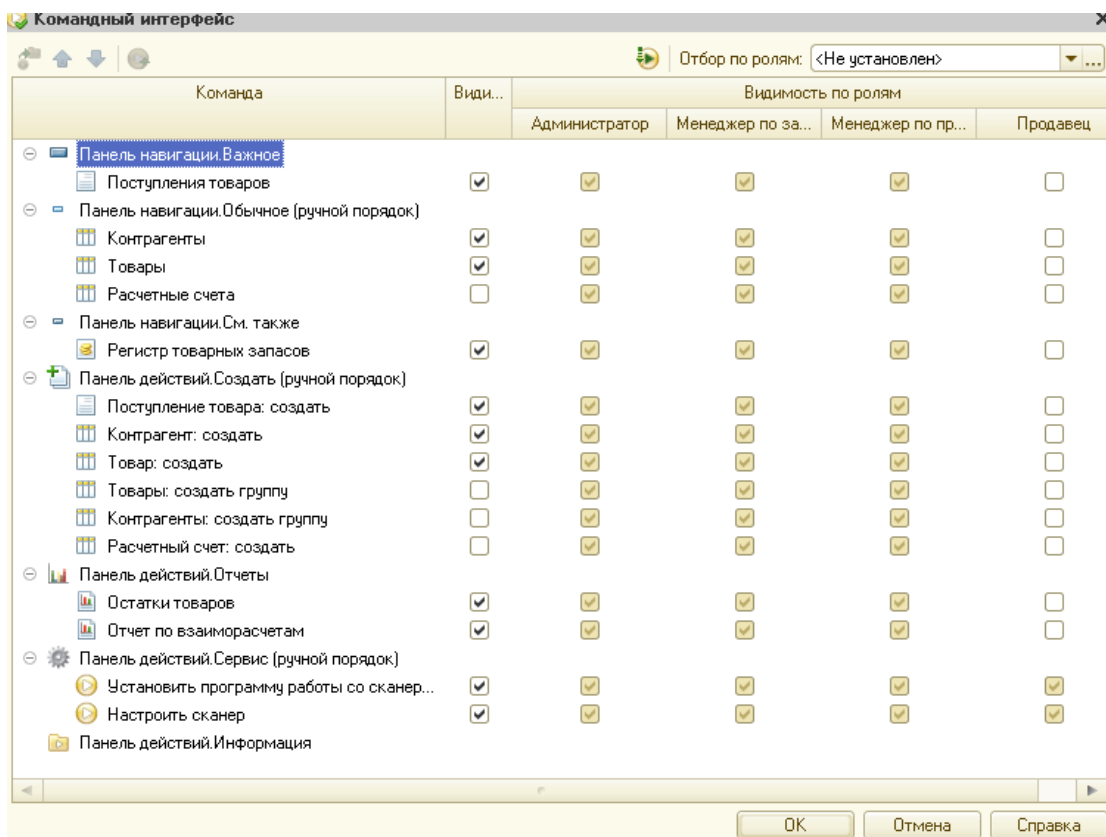 Командный интерфейс
Отбор по ролям: <Не установлен>
Команда Види... Видимость по ролям
Администратор Менеджер по за... Менеджер по пр... Продавец
Панель навигации.Важное
Поступления товаров
Панель навигации.Обычное (ручной порядок)
Контрагенты
Товары
Расчетные счета
Панель навигации.См. также
Регистр товарных запасов
Панель действий.Создать (ручной порядок)
Поступление товара: создать
Контрагент: создать
Товар: создать
Товары: создать группу
Контрагенты: создать группу
Расчетный счет: создать
Панель действий.Отчеты
Остатки товаров
Отчет по взаиморасчетам
Панель действий.Сервис (ручной порядок)
Установить программу работы со сканер...
Настроить сканер
Панель действий.Информация
OK Отмена Справка